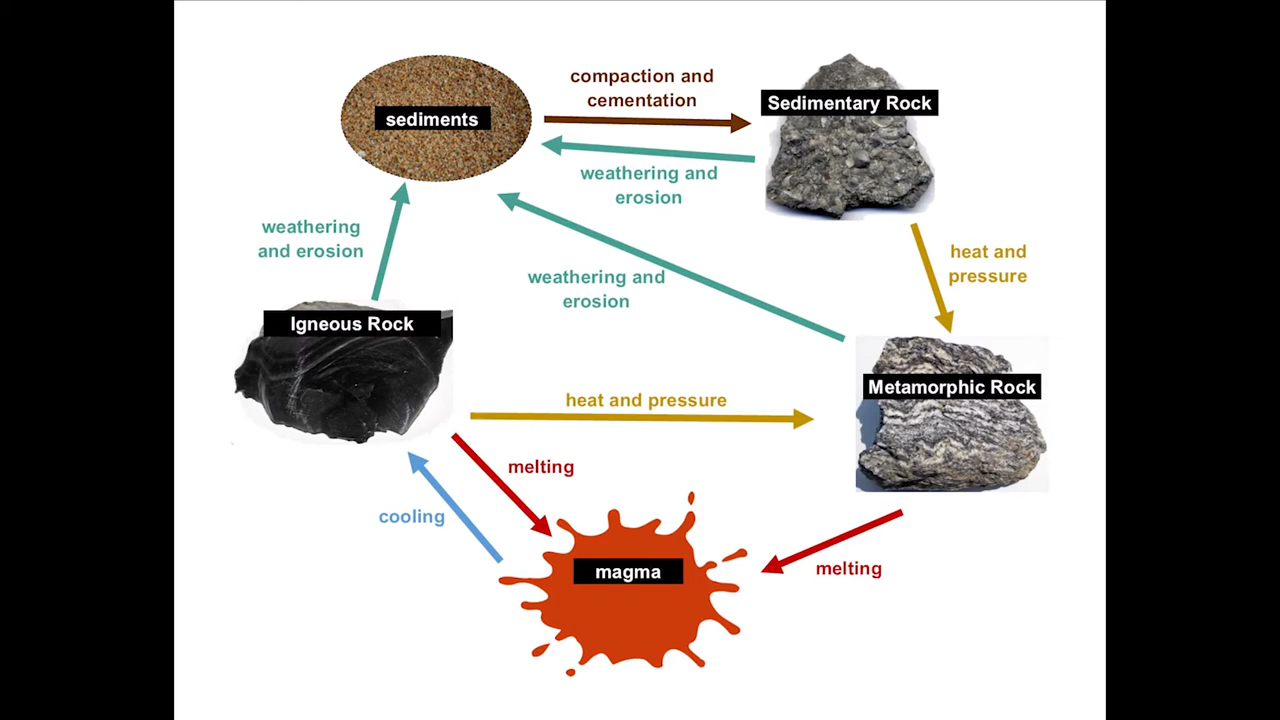 compaction and
cementation
sediments
Sedimentary Rock
weathering and
erosion
weathering
and erosion
heat and
pressure
weathering and
erosion
Igneous Rock
Metamorphic Rock
heat and pressure
melting
cooling
magma
melting